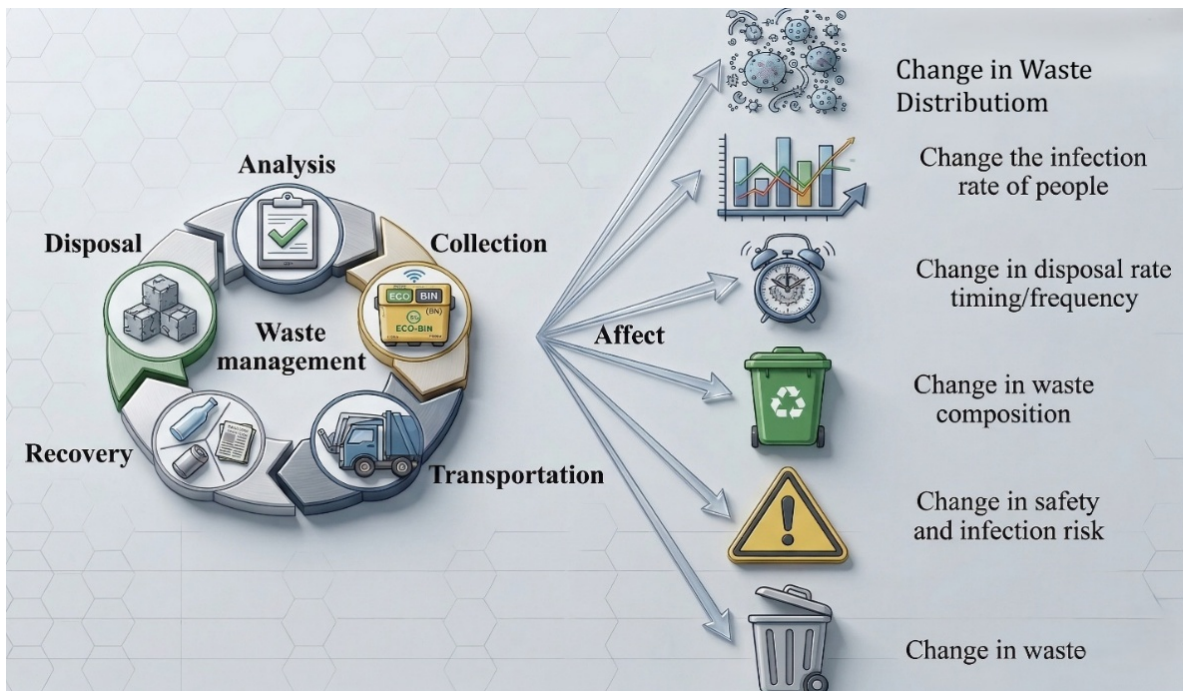 Analysis
Disposal
Collection
ECO BIN
(BN)
ECO-BIN
Waste
management
Recovery
Transportation
Affect
Change in Waste
Distributiom
Change the infection
rate of people
Change in disposal rate
timing/frequency
Change in waste
composition
Change in safety
and infection risk
Change in waste